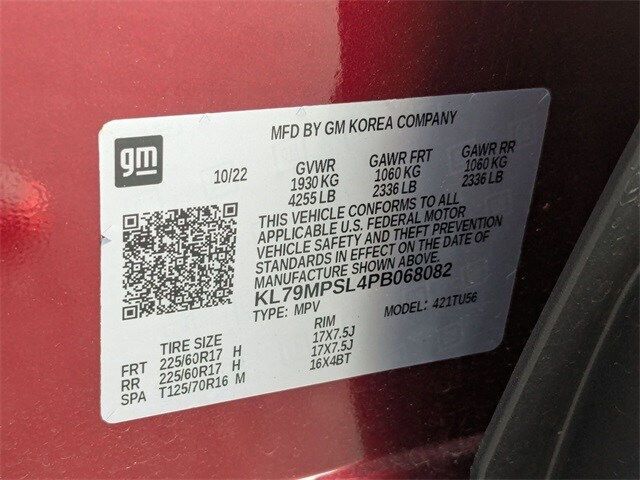 MFD BY GM KOREA COMPANY
gm
10/22
GVWR GAWR FRT GAWR RR
1930 KG 1060 KG 1060 KG
4255 LB 2336 LB 2336 LB
THIS VEHICLE CONFORMS TO ALL
APPLICABLE U.S. FEDERAL MOTOR
VEHICLE SAFETY AND THEFT PREVENTION
STANDARDS IN EFFECT ON THE DATE OF
MANUFACTURE SHOWN ABOVE.
KL79MPSL4PB068082
TYPE: MPV MODEL: 421TU56
TIRE SIZE RIM
FRT 225/60R17 H 17X7.5J
RR 225/60R17 H 17X7.5J
SPA T125/70R16 M 16X4BT